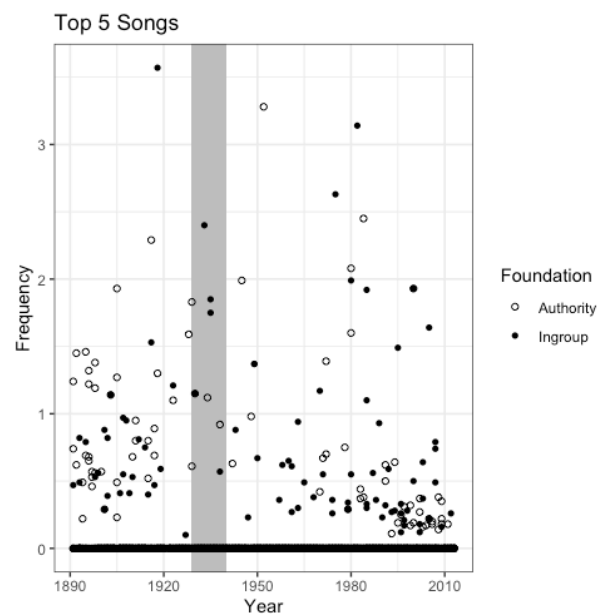 Top 5 Songs
Frequency
3
2
1
0
1890 1920 1950 1980 2010
Year
Foundation
Authority
Ingroup